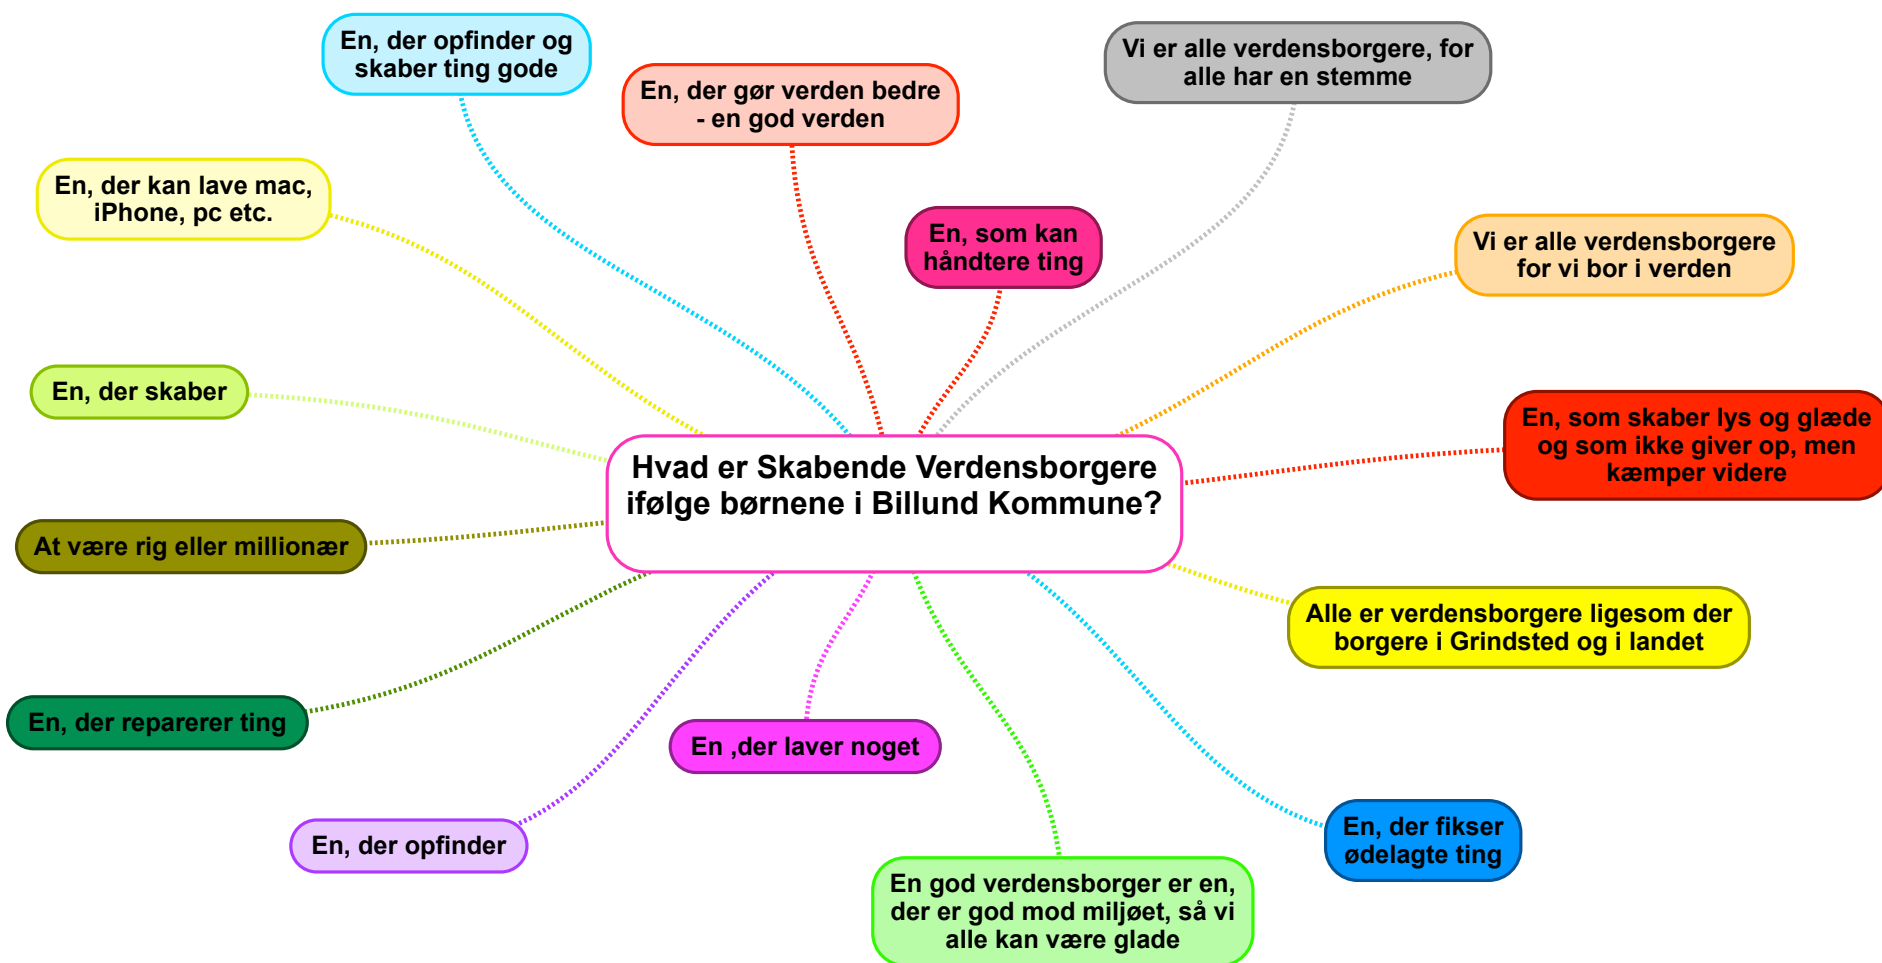 En, der opfinder og
skaber ting gode
Vi er alle verdensborgere, for
alle har en stemme
En, der gør verden bedre
- en god verden
En, der kan lave mac,
iPhone, pc etc.
En, som kan
håndtere ting
Vi er alle verdensborgere
for vi bor i verden
En, der skaber
En, som skaber lys og glæde
og som ikke giver op, men
kæmper videre
Hvad er Skabende Verdensborgere
ifølge børnene i Billund Kommune?
At være rig eller millionær
Alle er verdensborgere ligesom der
borgere i Grindsted og i landet
En, der reparerer ting
En ,der laver noget
En, der opfinder
En, der fikser
ødelagte ting
En god verdensborger er en,
der er god mod miljøet, så vi
alle kan være glade